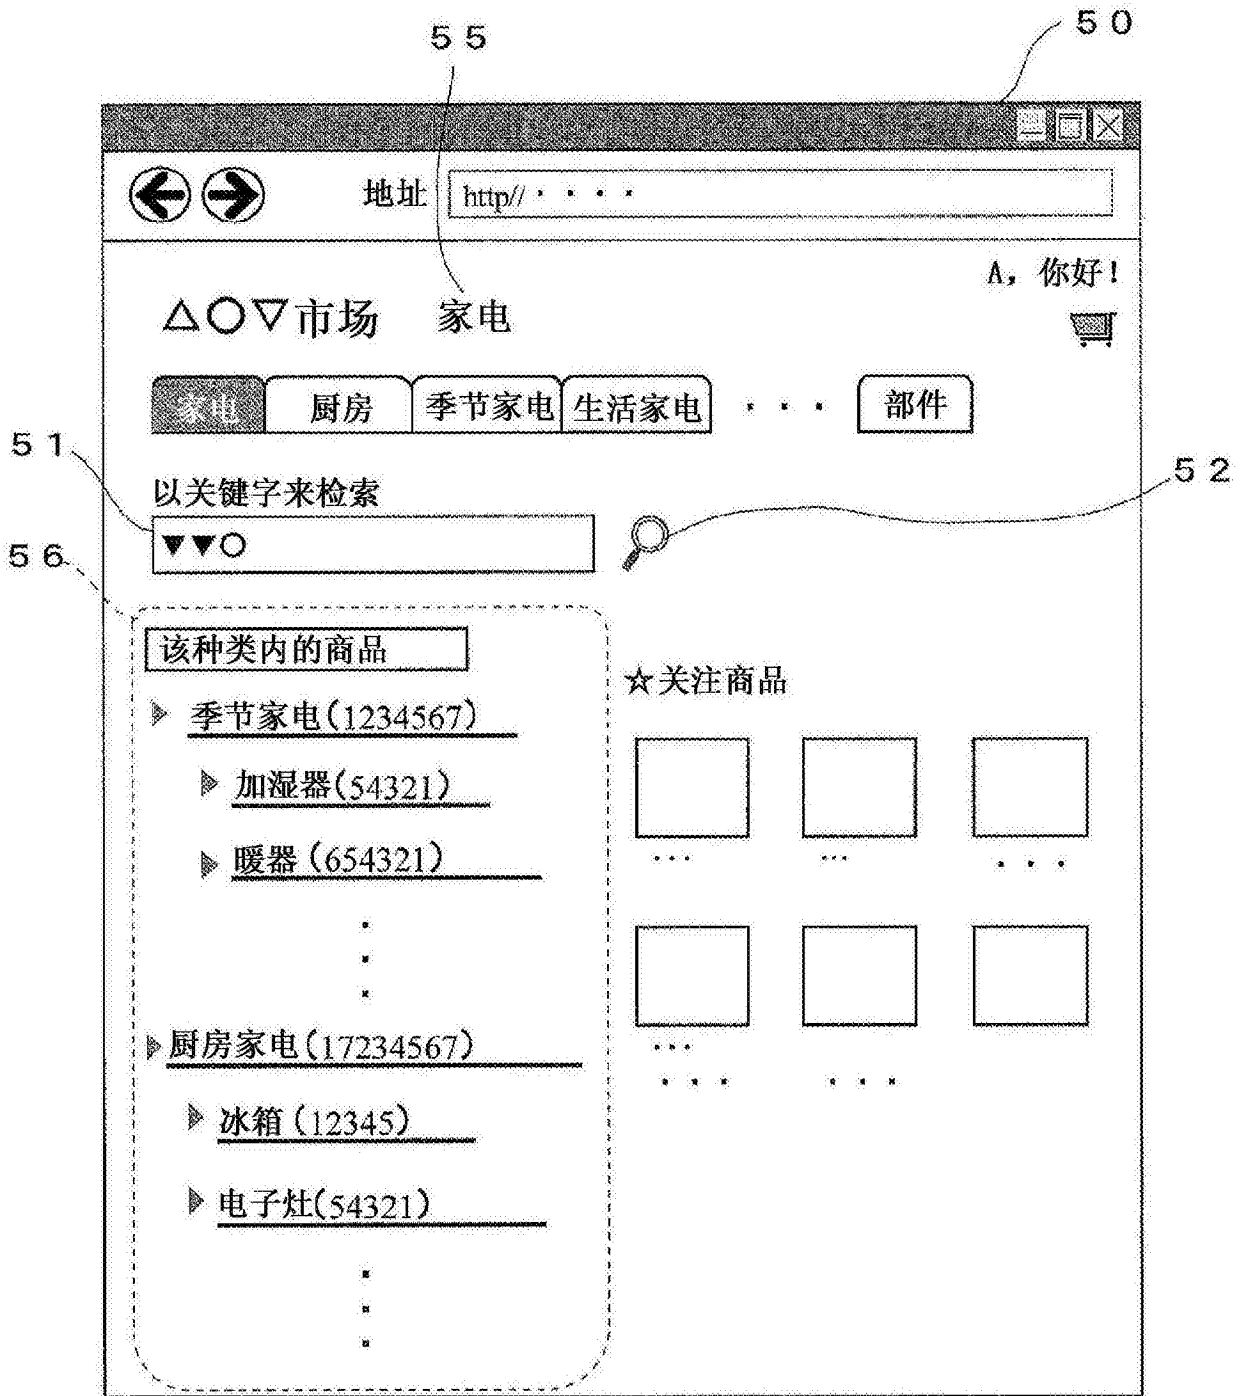 55
50
地址 http//・・・・
A，你好！
△○▽市场 家电
家电 厨房 季节家电 生活家电 ・・・ 部件
51
52
以关键字来检索
▼▼○
56
该种类内的商品
☆关注商品
季节家电(1234567)
加湿器(54321)
暖器(654321)
厨房家电(17234567)
冰箱(12345)
电子灶(54321)